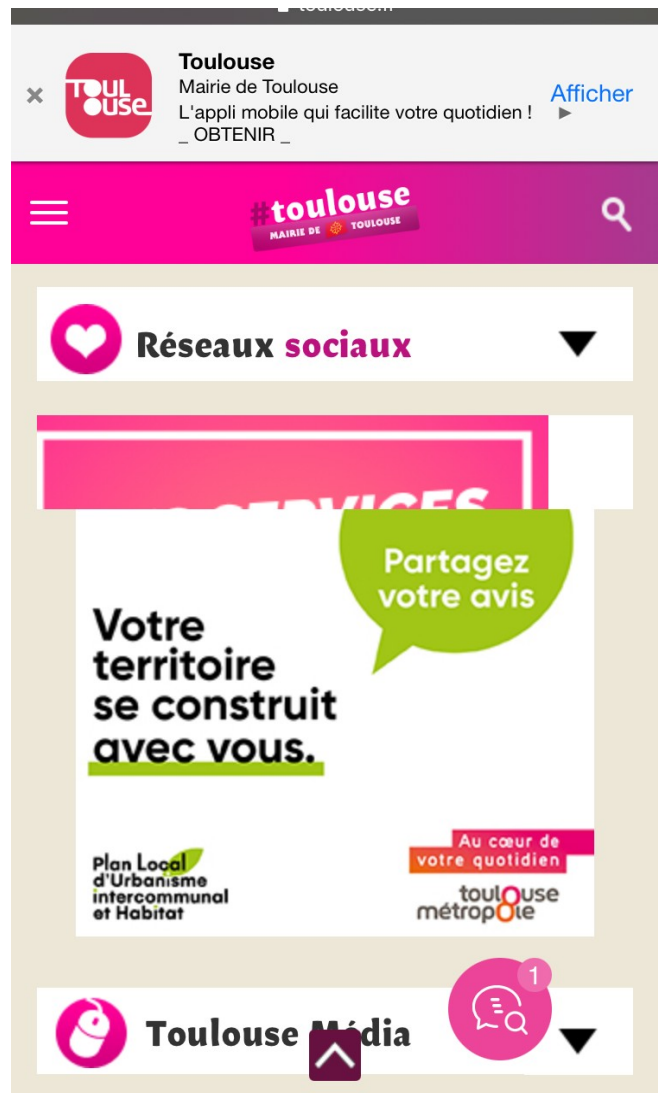 Toulouse
Mairie de Toulouse
L'appli mobile qui facilite votre quotidien !
_ OBTENIR _
Afficher
TOUL
OUSE
#toulouse
MAIRIE DE TOULOUSE
Réseaux sociaux
SERVICES
Partagez
votre avis
Votre
territoire
se construit
avec vous.
Plan Local
d'Urbanisme
intercommunal
et Habitat
Au cœur de
votre quotidien
toulouse
métropole
1
Toulouse Média